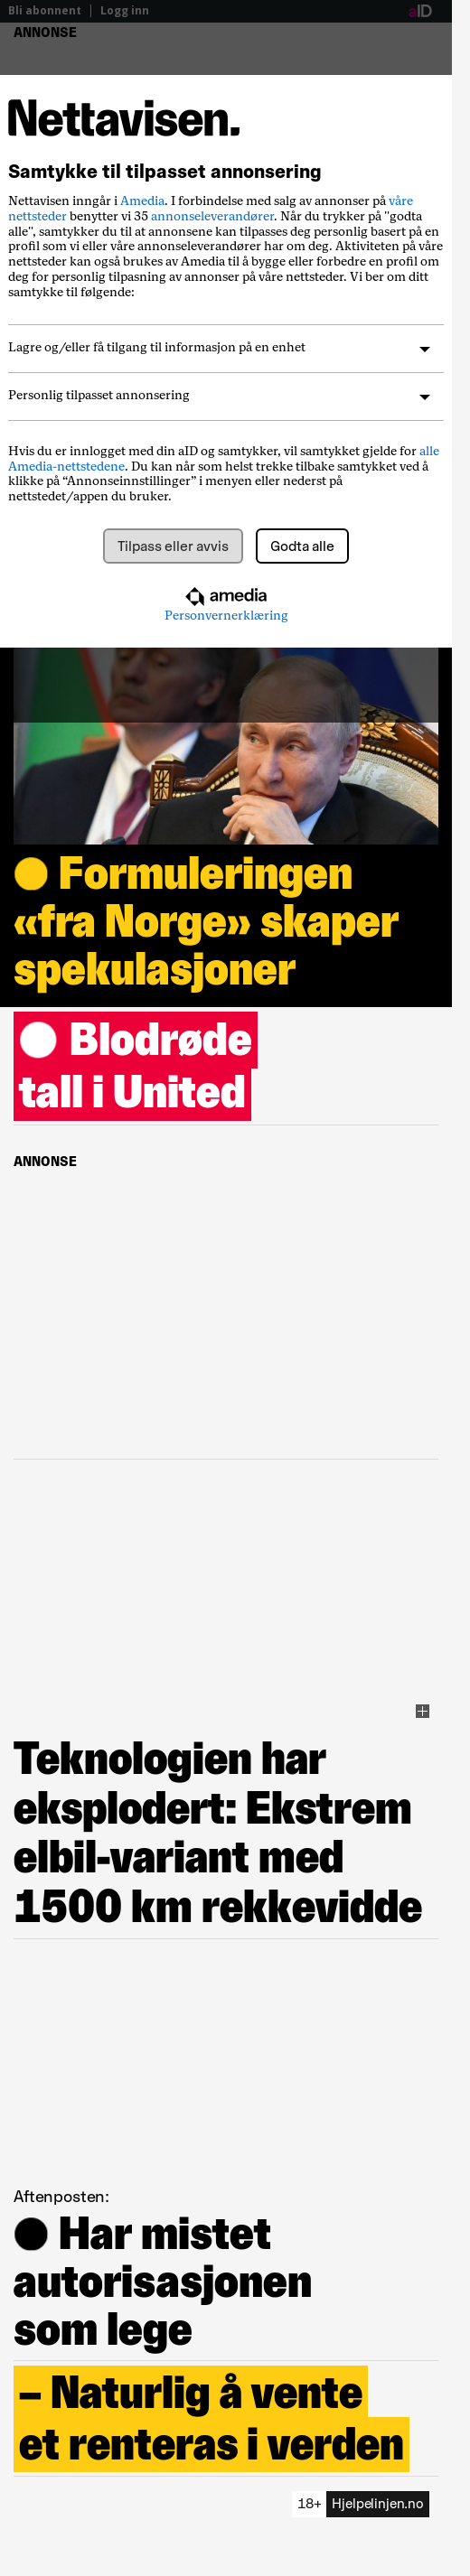 Bli abonnent | Logg inn aID
ANNONSE
Nettavisen.
Samtykke til tilpasset annonsering
Nettavisen inngår i Amedia. I forbindelse med salg av annonser på våre
nettsteder benytter vi 35 annonseleverandører. Når du trykker på "godta
alle", samtykker du til at annonsene kan tilpasses deg personlig basert på en
profil som vi eller våre annonseleverandører har om deg. Aktiviteten på våre
nettsteder kan også brukes av Amedia til å bygge eller forbedre en profil om
deg for personlig tilpasning av annonser på våre nettsteder. Vi ber om ditt
samtykke til følgende:
Lagre og/eller få tilgang til informasjon på en enhet
Personlig tilpasset annonsering
Hvis du er innlogget med din aID og samtykker, vil samtykket gjelde for alle
Amedia-nettstedene. Du kan når som helst trekke tilbake samtykket ved å
klikke på “Annonseinnstillinger” i menyen eller nederst på
nettstedet/appen du bruker.
Tilpass eller avvis Godta alle
amedia
Personvernerklæring
Formuleringen
«fra Norge» skaper
spekulasjoner
Blodrøde
tall i United
ANNONSE
Teknologien har
eksplodert: Ekstrem
elbil-variant med
1500 km rekkevidde
Aftenposten:
Har mistet
autorisasjonen
som lege
– Naturlig å vente
et renteras i verden
18+ Hjelpelinjen.no